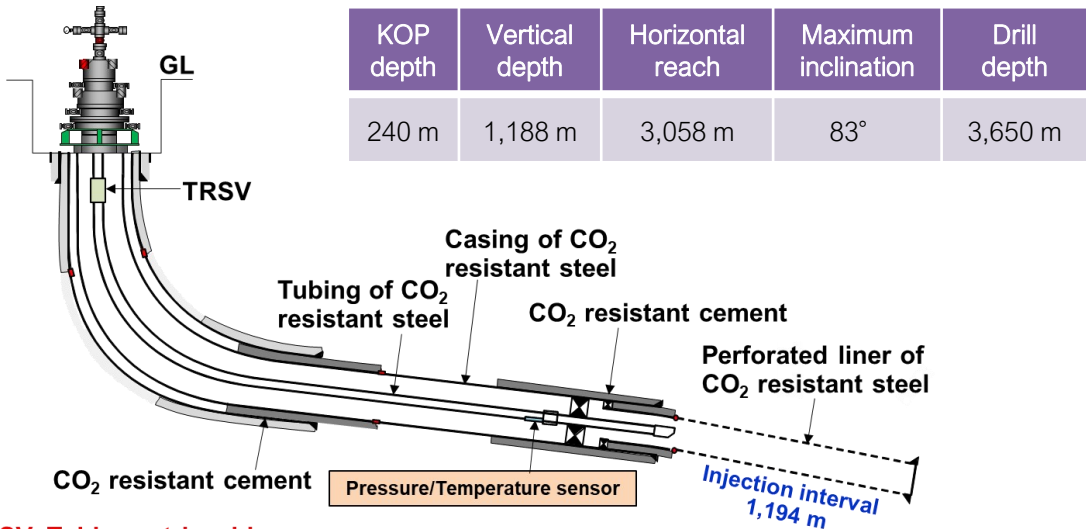 KOP depth
Vertical depth
Horizontal reach
Maximum inclination
Drill depth
240 m
1,188 m
3,058 m
83°
3,650 m
GL
TRSV
Casing of CO₂
resistant steel
Tubing of CO₂
resistant steel
CO₂ resistant cement
Perforated liner of
CO₂ resistant steel
CO₂ resistant cement
Pressure/Temperature sensor
Injection interval
1,194 m